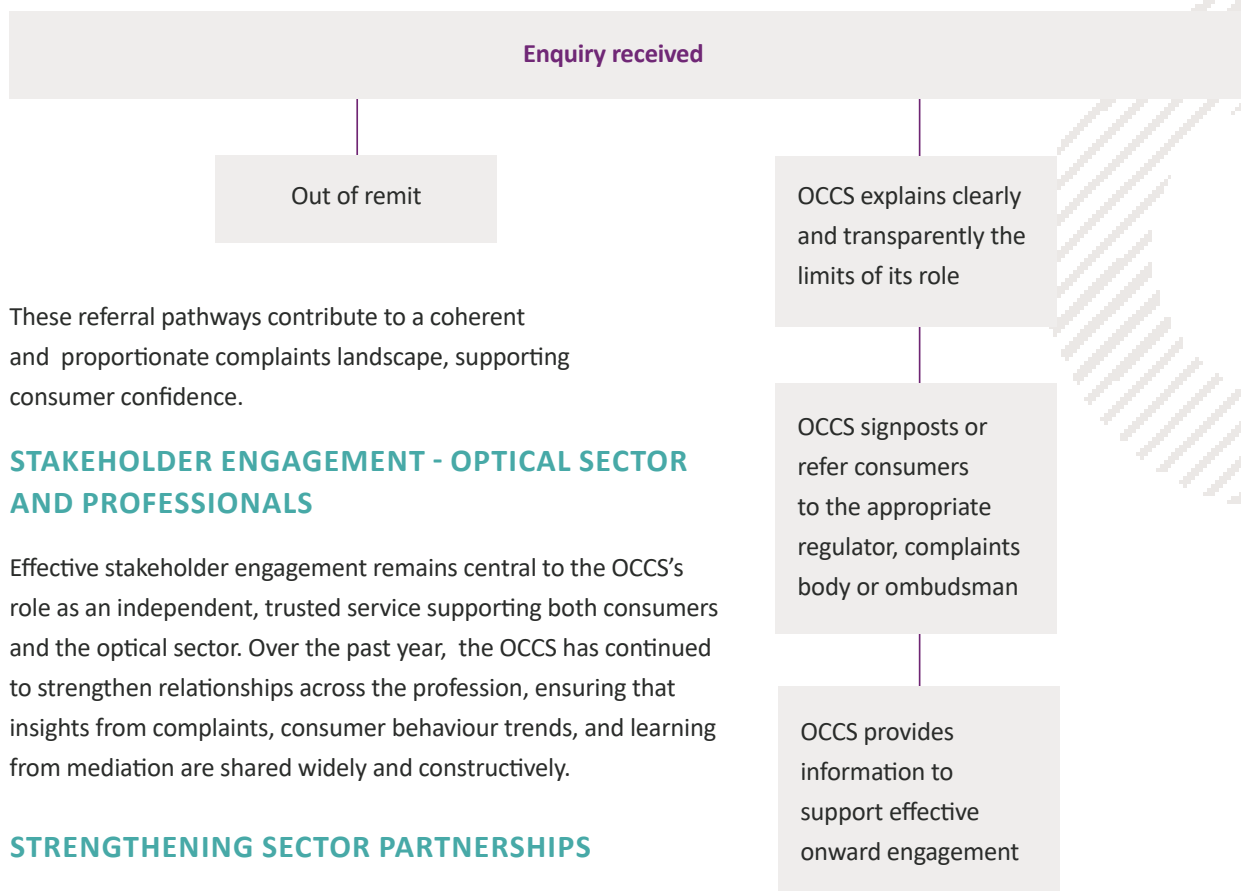 Enquiry received
Out of remit
OCCS explains clearly
and transparently the
limits of its role
OCCS signposts or
refer consumers
to the appropriate
regulator, complaints
body or ombudsman
OCCS provides
information to
support effective
onward engagement
These referral pathways contribute to a coherent
and proportionate complaints landscape, supporting
consumer confidence.
STAKEHOLDER ENGAGEMENT - OPTICAL SECTOR
AND PROFESSIONALS
Effective stakeholder engagement remains central to the OCCS's
role as an independent, trusted service supporting both consumers
and the optical sector. Over the past year, the OCCS has continued
to strengthen relationships across the profession, ensuring that
insights from complaints, consumer behaviour trends, and learning
from mediation are shared widely and constructively.
STRENGTHENING SECTOR PARTNERSHIPS